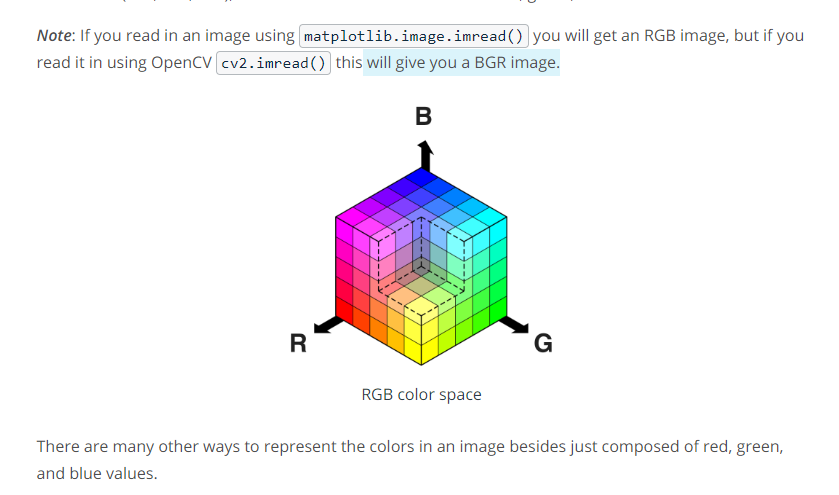 Note: If you read in an image using matplotlib.image.imread() you will get an RGB image, but if you
read it in using OpenCV cv2.imread() this will give you a BGR image.
B
R
G
RGB color space
There are many other ways to represent the colors in an image besides just composed of red, green,
and blue values.